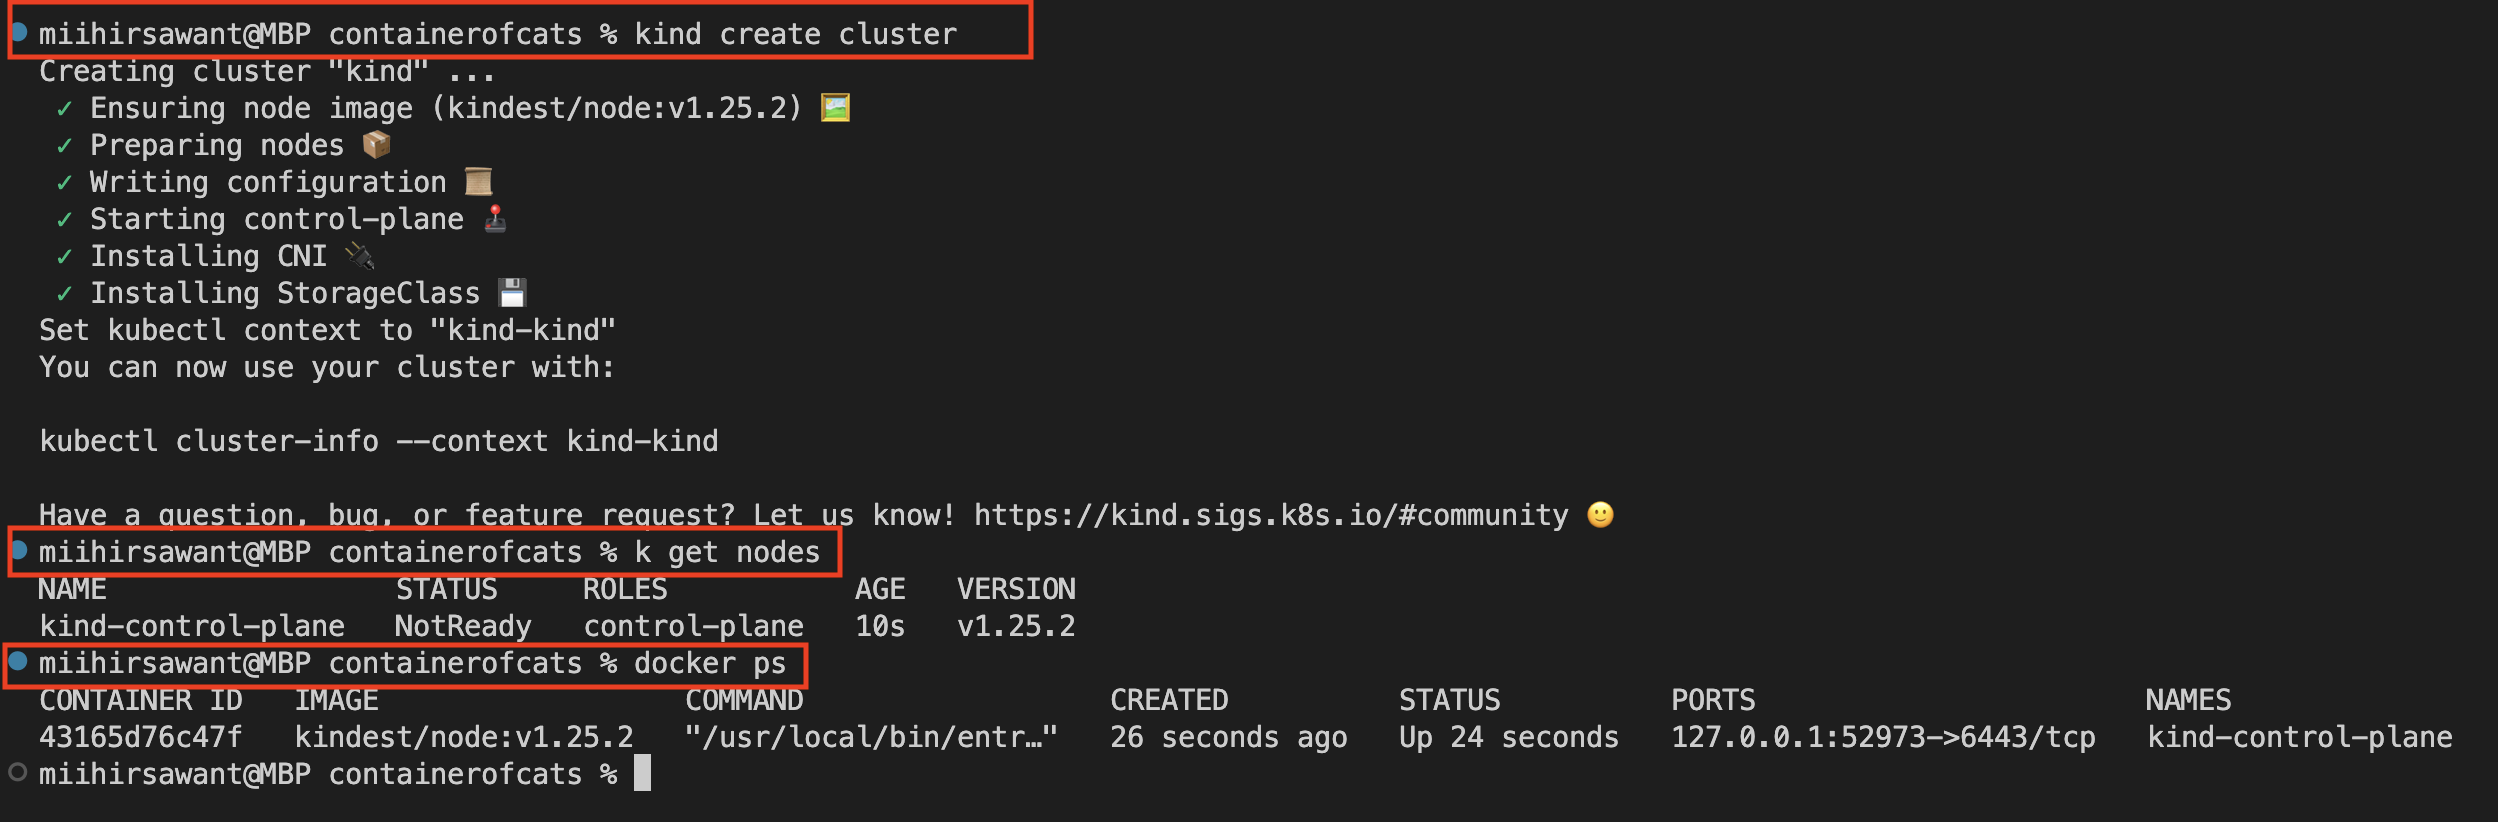 miihirsawant@MBP containerofcats % kind create cluster
Creating cluster "kind" ...
✓ Ensuring node image (kindest/node:v1.25.2) 🖼
✓ Preparing nodes 📦
✓ Writing configuration 📜
✓ Starting control-plane 🕹️
✓ Installing CNI 🔌
✓ Installing StorageClass 💾
Set kubectl context to "kind-kind"
You can now use your cluster with:
kubectl cluster-info --context kind-kind
Have a question, bug, or feature request? Let us know! https://kind.sigs.k8s.io/#community 🙂
miihirsawant@MBP containerofcats % k get nodes
NAME STATUS ROLES AGE VERSION
kind-control-plane NotReady control-plane 10s v1.25.2
miihirsawant@MBP containerofcats % docker ps
CONTAINER ID IMAGE COMMAND CREATED STATUS PORTS NAMES
43165d76c47f kindest/node:v1.25.2 "/usr/local/bin/entr…" 26 seconds ago Up 24 seconds 127.0.0.1:52973->6443/tcp kind-control-plane
miihirsawant@MBP containerofcats %